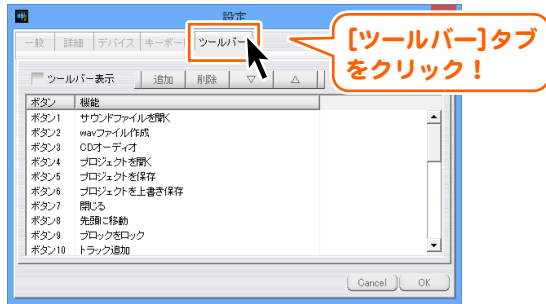 設定
一般 詳細 デバイス キーボー ツールバー
[ツールバー]タブ
をクリック！
ツールバー表示 追加 削除 ▽ △
ボタン 機能
ボタン1 サウンドファイルを開く
ボタン2 wavファイル作成
ボタン3 CDオーディオ
ボタン4 プロジェクトを開く
ボタン5 プロジェクトを保存
ボタン6 プロジェクトを上書き保存
ボタン7 閉じる
ボタン8 先頭に移動
ボタン9 ブロックをロック
ボタン10 トラック追加
Cancel OK